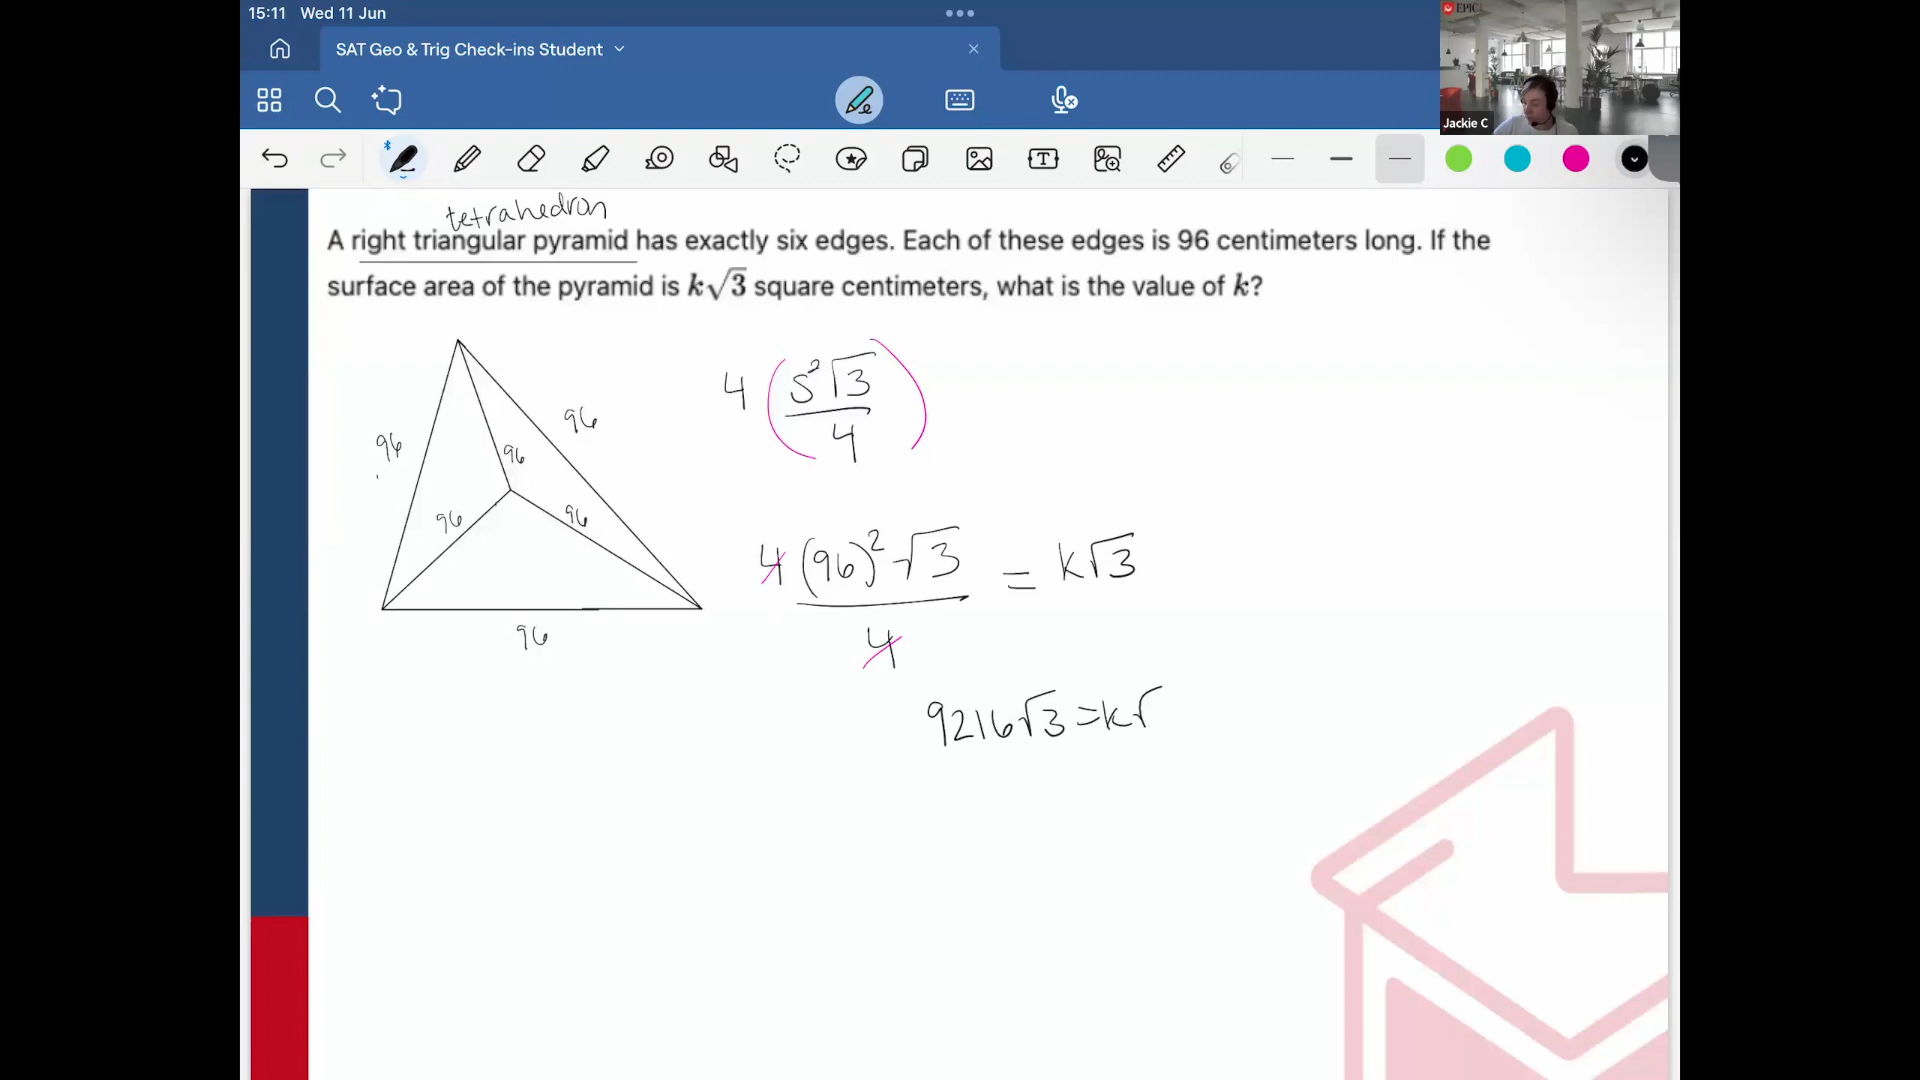 15:11 Wed 11 Jun
SAT Geo & Trig Check-ins Student
EPIC
Jackie C
tetrahedron
A right triangular pyramid has exactly six edges. Each of these edges is 96 centimeters long. If the
surface area of the pyramid is k√3 square centimeters, what is the value of k?
96
96
96
96
96
96
4 (s²√3 / 4)
4(96)²√3 / 4 = k√3
9216√3 = k√